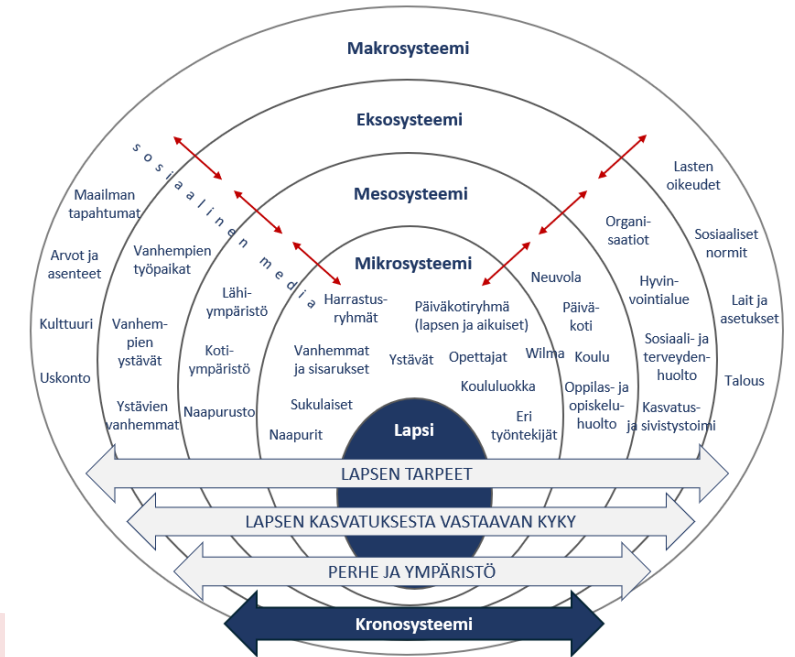 Makrosysteemi
Eksosysteemi
Mesosysteemi
Mikrosysteemi
sosiaalinen media
Maailman
tapahtumat
Arvot ja
asenteet
Kulttuuri
Uskonto
Vanhempien
työpaikat
Vanhem-
pien
ystävät
Ystävien
vanhemmat
Lähi-
ympäristö
Koti-
ympäristö
Naapurusto
Harrastus-
ryhmät
Vanhemmat
ja sisarukset
Sukulaiset
Naapurit
Päiväkotiryhmä
(lapsen ja aikuiset)
Ystävät
Opettajat
Wilma
Koululuokka
Eri
työntekijät
Neuvola
Päivä-
koti
Koulu
Oppilas- ja
opiskelu-
huolto
Organi-
saatiot
Hyvin-
vointialue
Sosiaali- ja
terveyden-
huolto
Kasvatus-
ja sivistystoimi
Lasten
oikeudet
Sosiaaliset
normit
Lait ja
asetukset
Talous
Lapsi
LAPSEN TARPEET
LAPSEN KASVATUKSESTA VASTAAVAN KYKY
PERHE JA YMPÄRISTÖ
Kronosysteemi